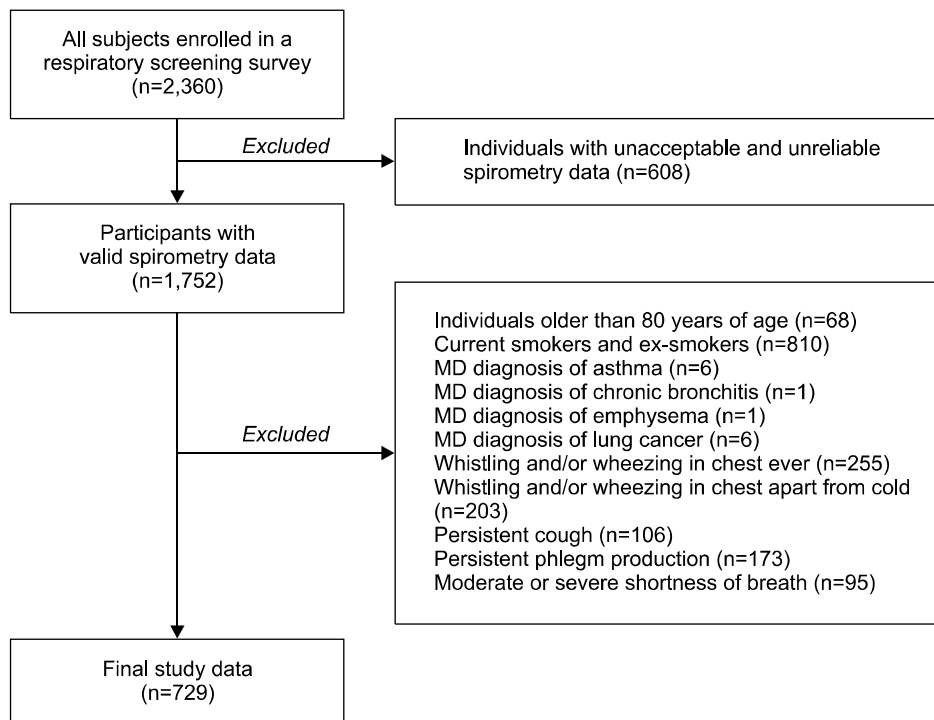 All subjects enrolled in a
respiratory screening survey
(n=2,360)
Excluded
Individuals with unacceptable and unreliable
spirometry data (n=608)
Participants with
valid spirometry data
(n=1,752)
Excluded
Individuals older than 80 years of age (n=68)
Current smokers and ex-smokers (n=810)
MD diagnosis of asthma (n=6)
MD diagnosis of chronic bronchitis (n=1)
MD diagnosis of emphysema (n=1)
MD diagnosis of lung cancer (n=6)
Whistling and/or wheezing in chest ever (n=255)
Whistling and/or wheezing in chest apart from cold
(n=203)
Persistent cough (n=106)
Persistent phlegm production (n=173)
Moderate or severe shortness of breath (n=95)
Final study data
(n=729)